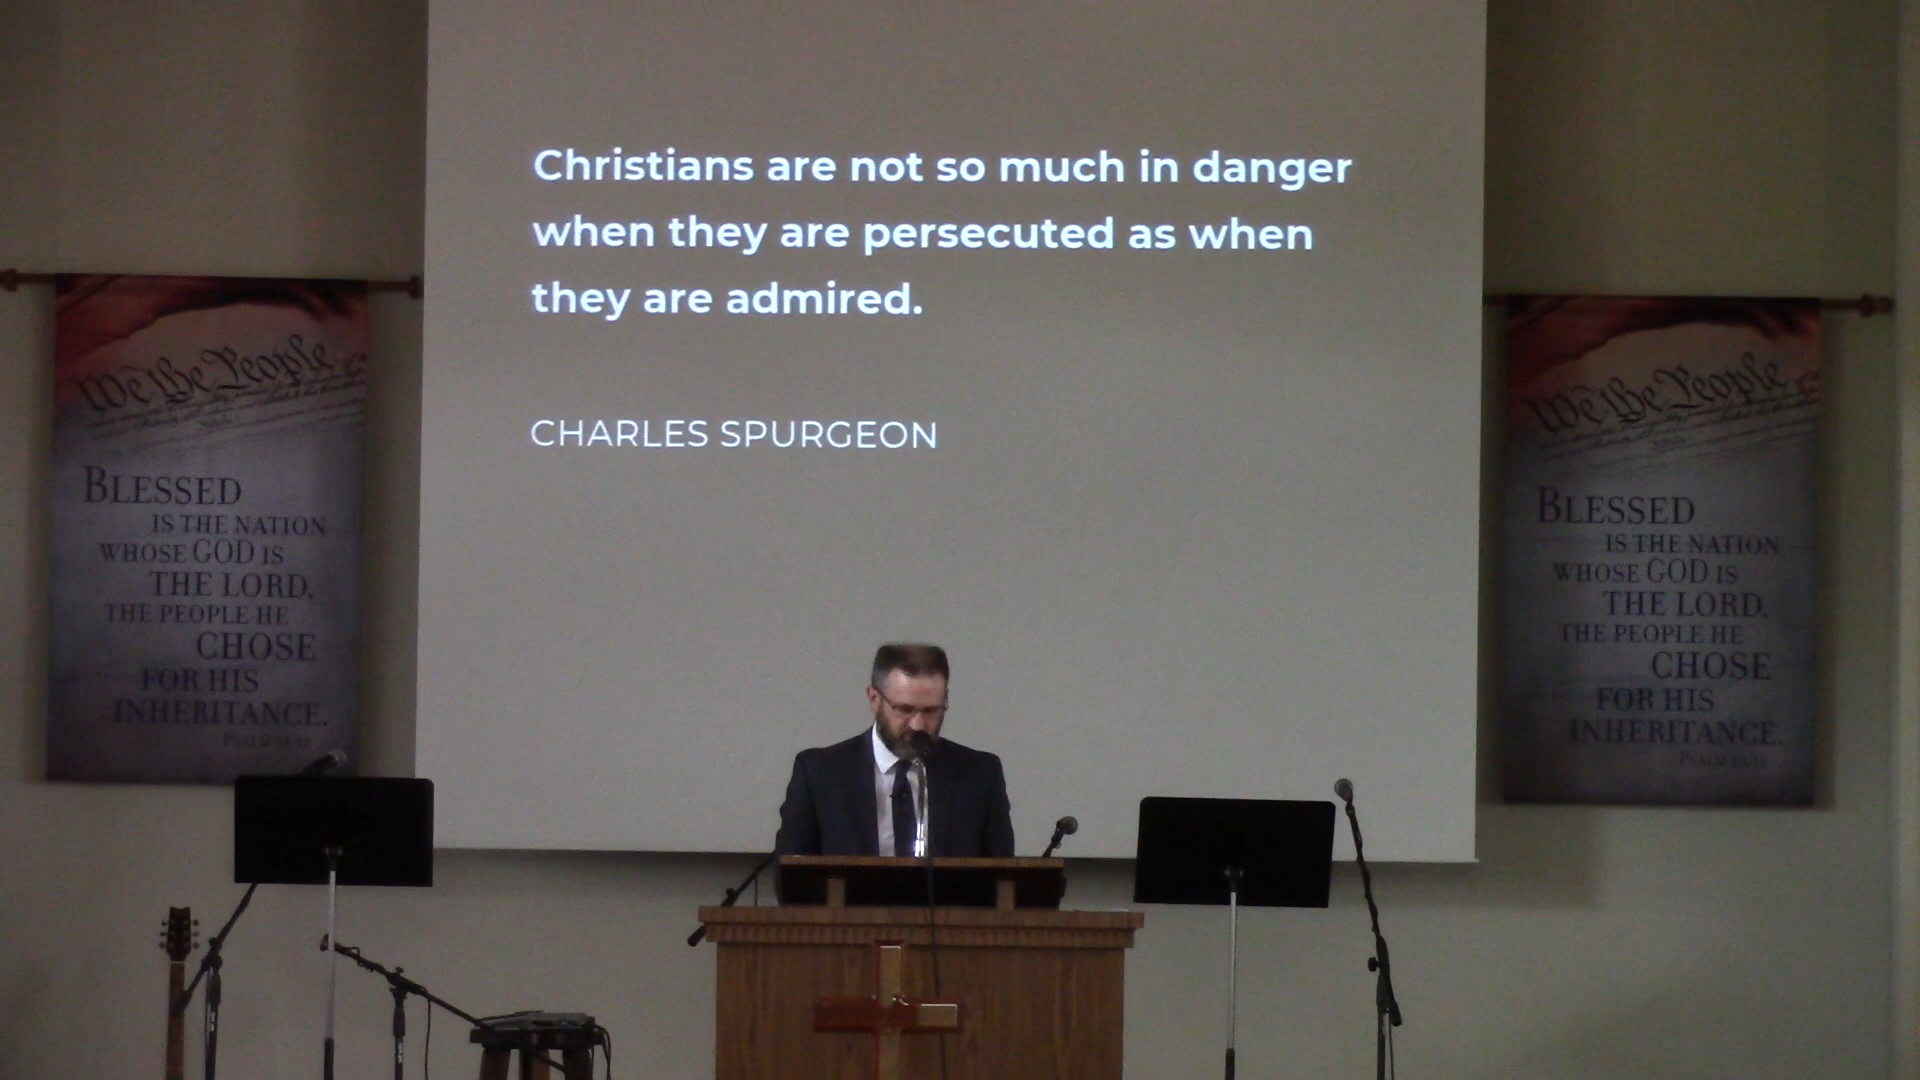 Christians are not so much in danger
when they are persecuted as when
they are admired.
CHARLES SPURGEON
We the People
BLESSED
IS THE NATION
WHOSE GOD IS
THE LORD,
THE PEOPLE HE
CHOSE
FOR HIS
INHERITANCE.
We the People
BLESSED
IS THE NATION
WHOSE GOD IS
THE LORD,
THE PEOPLE HE
CHOSE
FOR HIS
INHERITANCE.